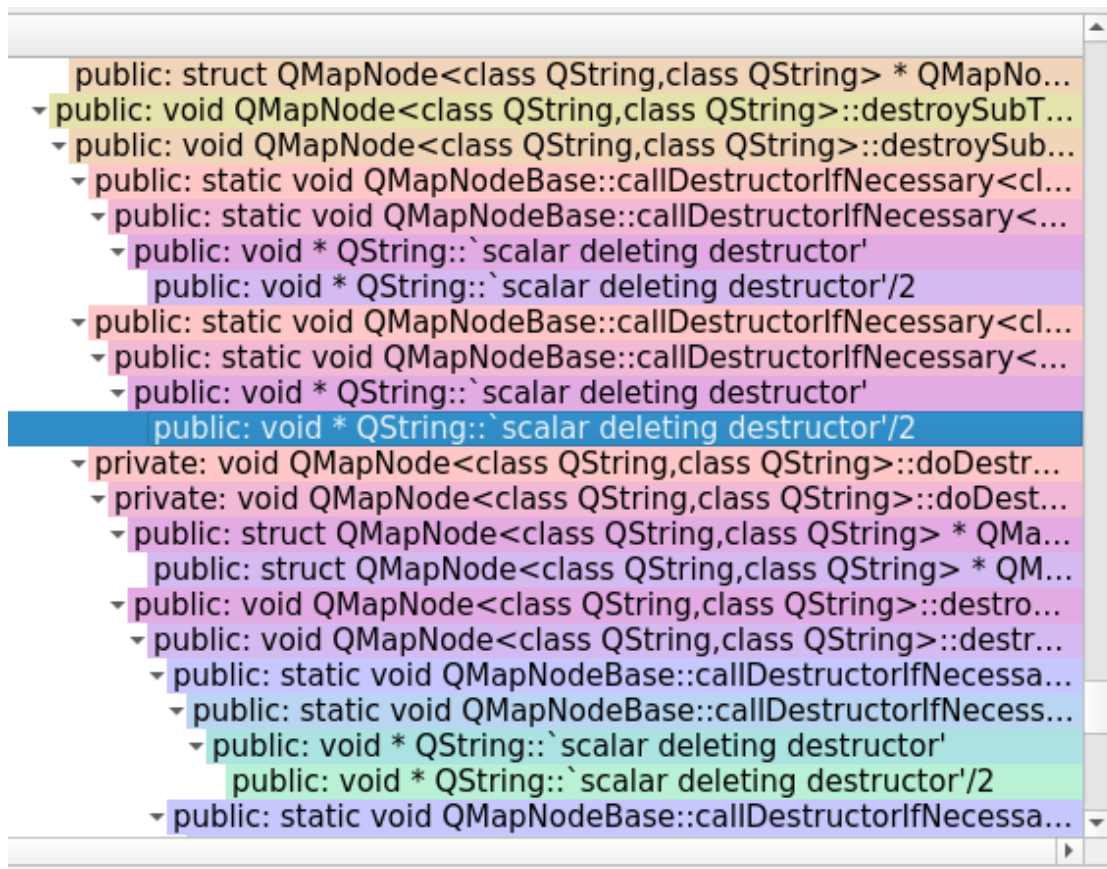 public: struct QMapNode<class QString,class QString> * QMapNo...
public: void QMapNode<class QString,class QString>::destroySubT...
public: void QMapNode<class QString,class QString>::destroySub...
public: static void QMapNodeBase::callDestructorIfNecessary<cl...
public: static void QMapNodeBase::callDestructorIfNecessary<...
public: void * QString::`scalar deleting destructor'
public: void * QString::`scalar deleting destructor'/2
public: static void QMapNodeBase::callDestructorIfNecessary<cl...
public: static void QMapNodeBase::callDestructorIfNecessary<...
public: void * QString::`scalar deleting destructor'
public: void * QString::`scalar deleting destructor'/2
private: void QMapNode<class QString,class QString>::doDestr...
private: void QMapNode<class QString,class QString>::doDest...
public: struct QMapNode<class QString,class QString> * QMa...
public: struct QMapNode<class QString,class QString> * QM...
public: void QMapNode<class QString,class QString>::destro...
public: void QMapNode<class QString,class QString>::destr...
public: static void QMapNodeBase::callDestructorIfNecessa...
public: static void QMapNodeBase::callDestructorIfNecess...
public: void * QString::`scalar deleting destructor'
public: void * QString::`scalar deleting destructor'/2
public: static void QMapNodeBase::callDestructorIfNecessa...